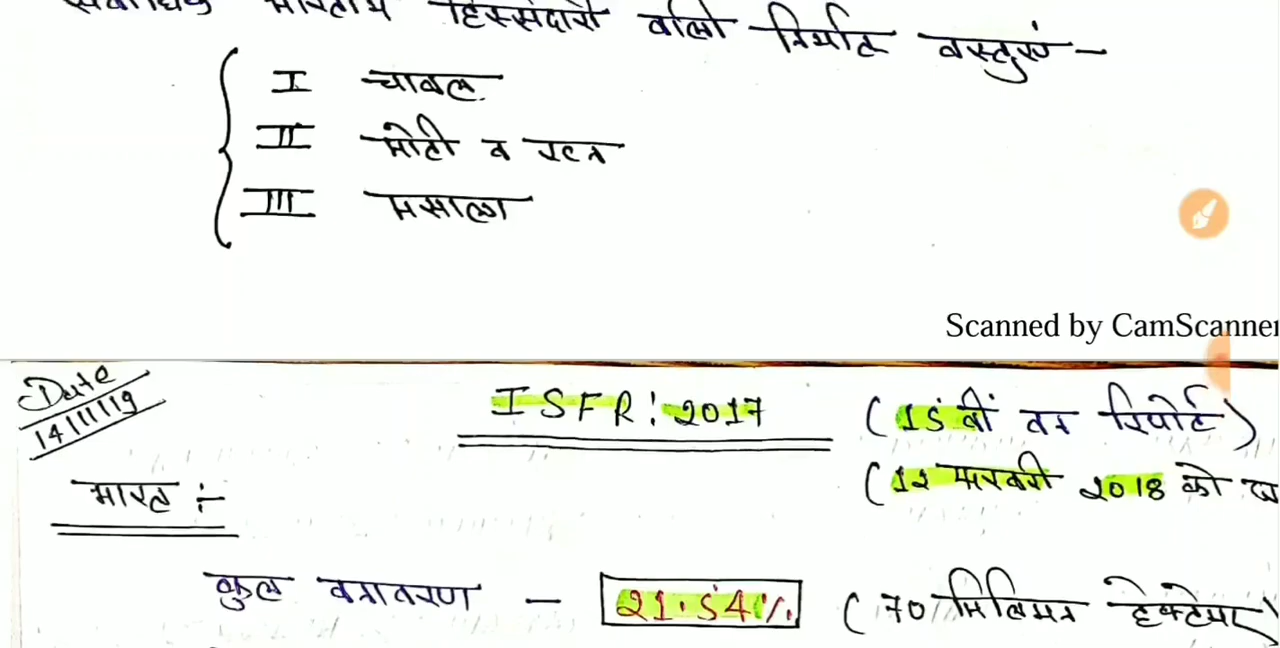 सर्वाधिक भारतीय हिस्सेदारी वाली निर्यात वस्तुएं -
I चावल
II मोती व रत्न
III मसाला
Scanned by CamScanner
Date
14/11/19
ISFR: 2017 (15वीं वन रिपोर्ट)
(12 फरवरी 2018 को
भारत :-
कुल वनावरण - 21.54% (70 मिलियन हेक्टेयर)